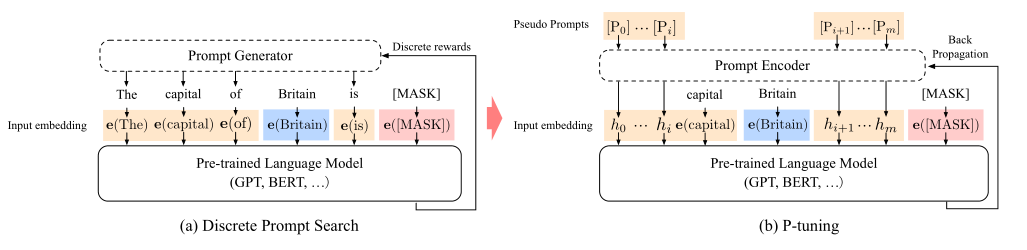 Prompt Generator
Discrete rewards
The capital of Britain is [MASK]
Input embedding e(The) e(capital) e(of) e(Britain) e(is) e([MASK])
Pre-trained Language Model
(GPT, BERT, …)
(a) Discrete Prompt Search
Pseudo Prompts [P0] ⋯ [Pi] [Pi+1] ⋯ [Pm]
Back
Propagation
Prompt Encoder
capital Britain [MASK]
Input embedding h0 ⋯ hi e(capital) e(Britain) hi+1 ⋯ hm e([MASK])
Pre-trained Language Model
(GPT, BERT, …)
(b) P-tuning